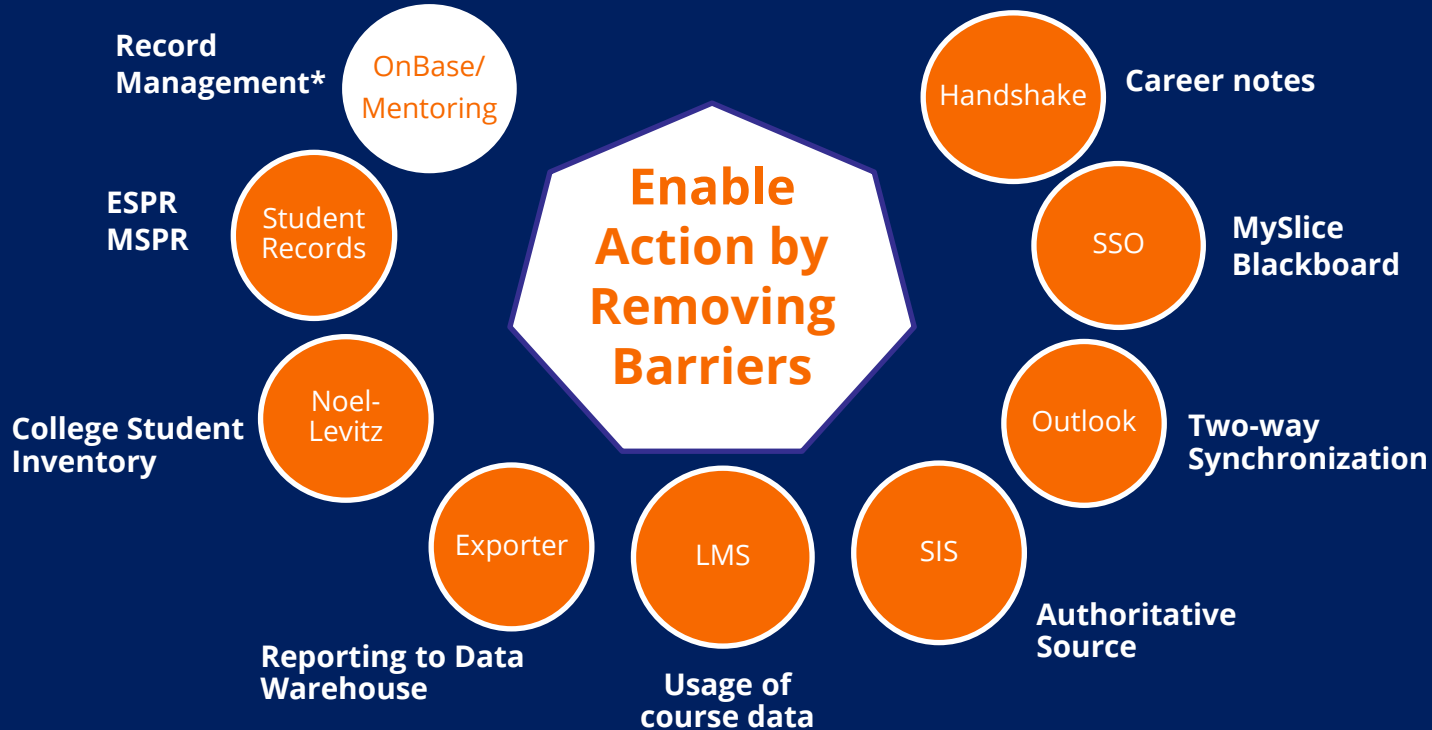 Record
Management*
OnBase/
Mentoring
Handshake
Career notes
Enable
Action by
Removing
Barriers
ESPR
MSPR
Student
Records
SSO
MySlice
Blackboard
College Student
Inventory
Noel-
Levitz
Outlook
Two-way
Synchronization
Exporter
LMS
SIS
Reporting to Data
Warehouse
Usage of
course data
Authoritative
Source